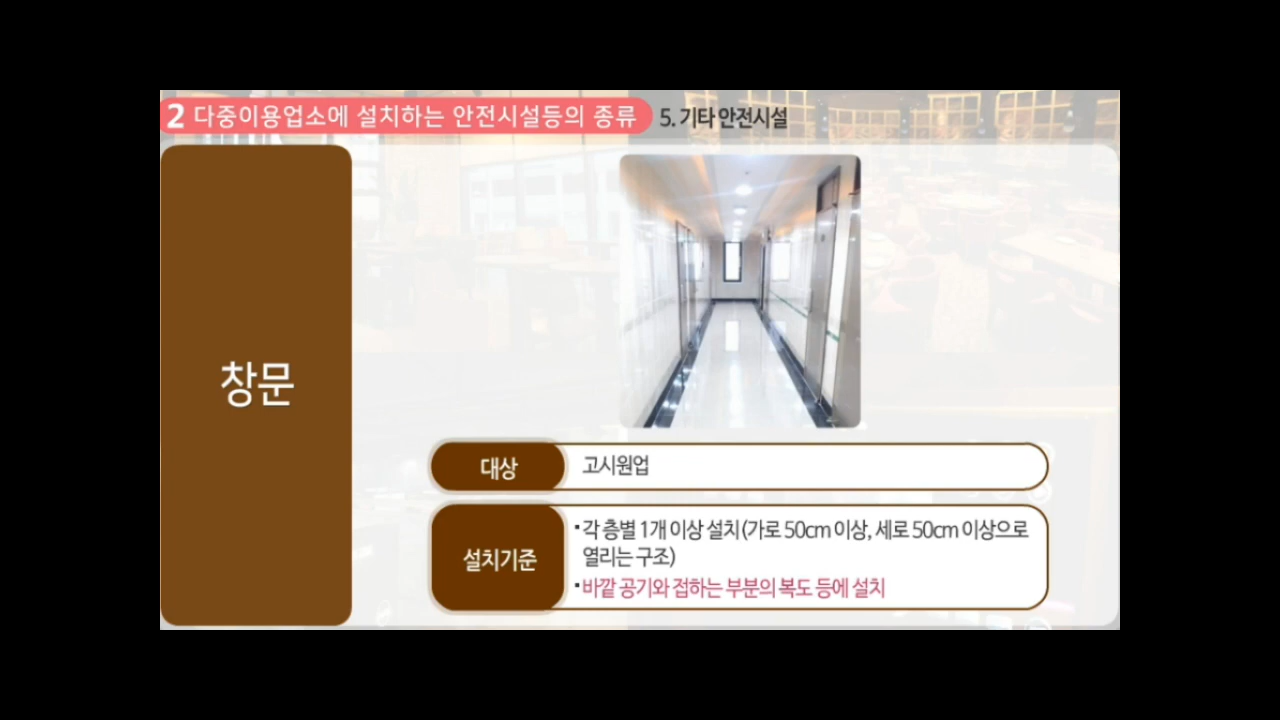 2 다중이용업소에 설치하는 안전시설등의 종류 5. 기타 안전시설
창문
대상
고시원업
설치기준
▪각 층별 1개 이상 설치(가로 50cm 이상, 세로 50cm 이상으로
열리는 구조)
▪바깥 공기와 접하는 부분의 복도 등에 설치